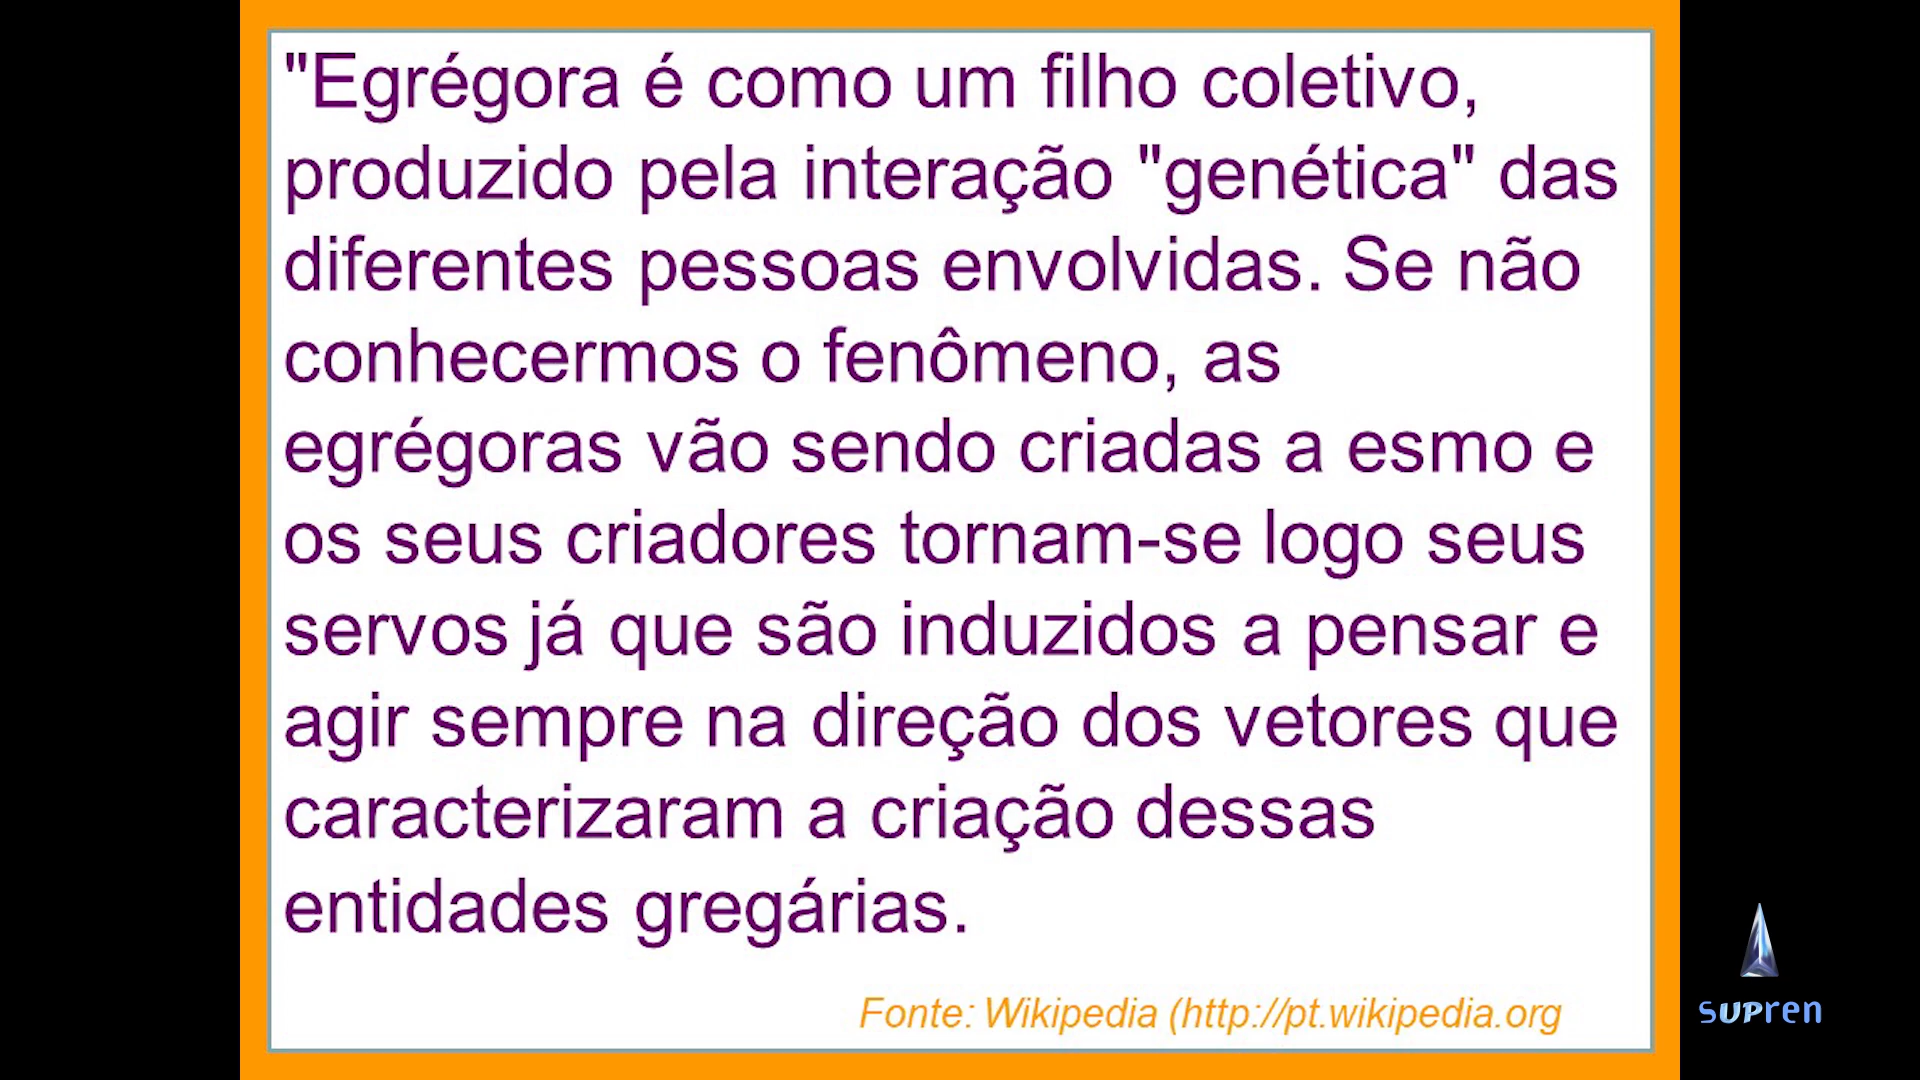 "Egrégora é como um filho coletivo,
produzido pela interação "genética" das
diferentes pessoas envolvidas. Se não
conhecermos o fenômeno, as
egrégoras vão sendo criadas a esmo e
os seus criadores tornam-se logo seus
servos já que são induzidos a pensar e
agir sempre na direção dos vetores que
caracterizaram a criação dessas
entidades gregárias.
Fonte: Wikipedia (http://pt.wikipedia.org
supren